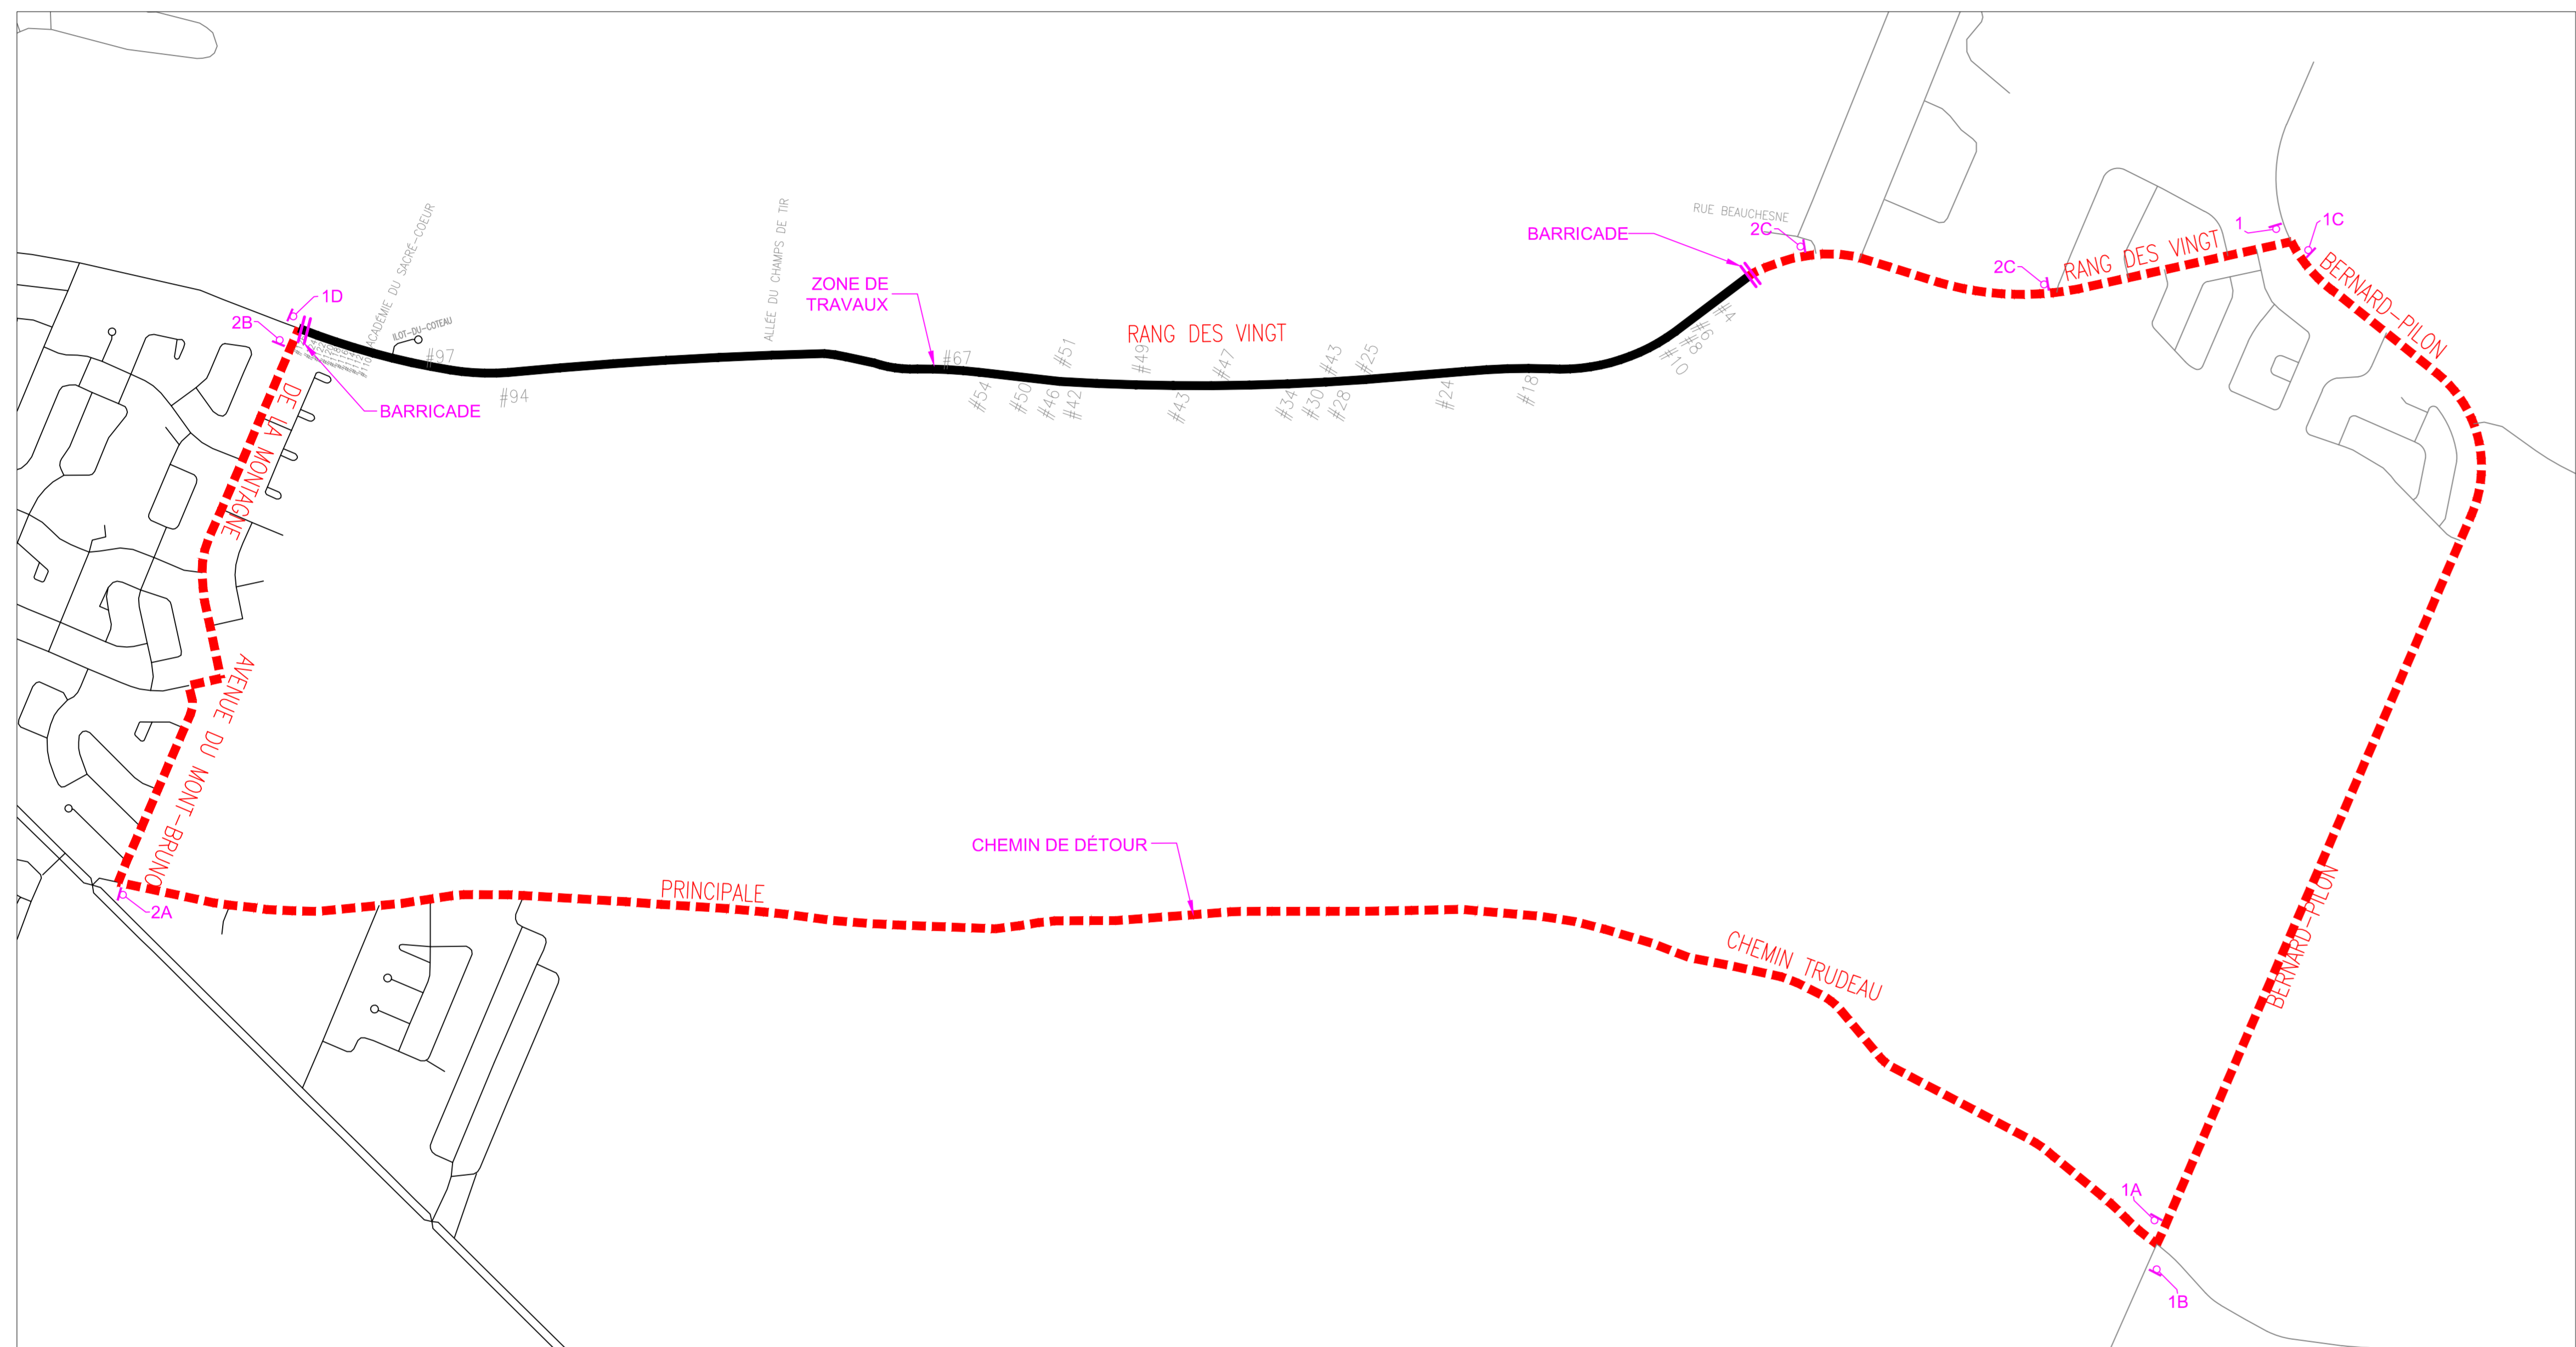 RUE BEAUCHESNE
2C
BARRICADE
1
1C
RANG DES VINGT
2C
BERNARD-PILON
ACADÉMIE DU SACRÉ-COEUR
ALLÉE DU CHAMPS DE TIR
ZONE DE
TRAVAUX
1D
2B
ILOT-DU-COTEAU
RANG DES VINGT
#4
#6
#8
#10
#97
#67
#51
#49
#47
#43
#25
#94
#54
#50
#46
#42
#43
#34
#30
#28
#24
#18
BARRICADE
DE LA MONTAGNE
AVENUE DU MONT-BRUNO
CHEMIN DE DÉTOUR
PRINCIPALE
2A
CHEMIN TRUDEAU
BERNARD-PILON
1A
1B